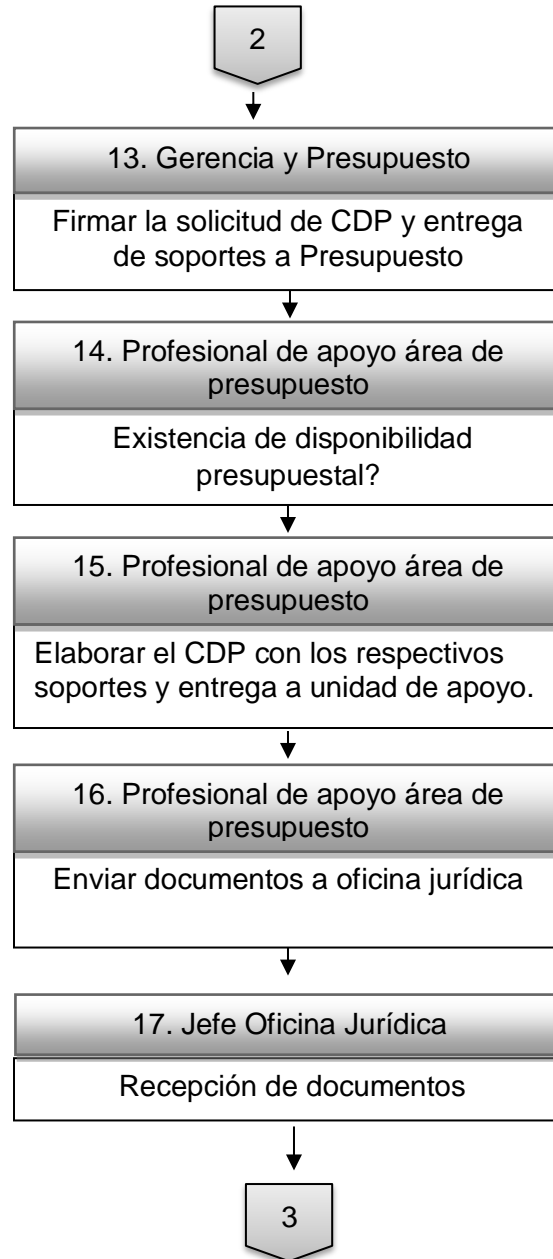 2
13. Gerencia y Presupuesto
Firmar la solicitud de CDP y entrega
de soportes a Presupuesto
14. Profesional de apoyo área de
presupuesto
Existencia de disponibilidad
presupuestal?
15. Profesional de apoyo área de
presupuesto
Elaborar el CDP con los respectivos
soportes y entrega a unidad de apoyo.
16. Profesional de apoyo área de
presupuesto
Enviar documentos a oficina jurídica
17. Jefe Oficina Jurídica
Recepción de documentos
3